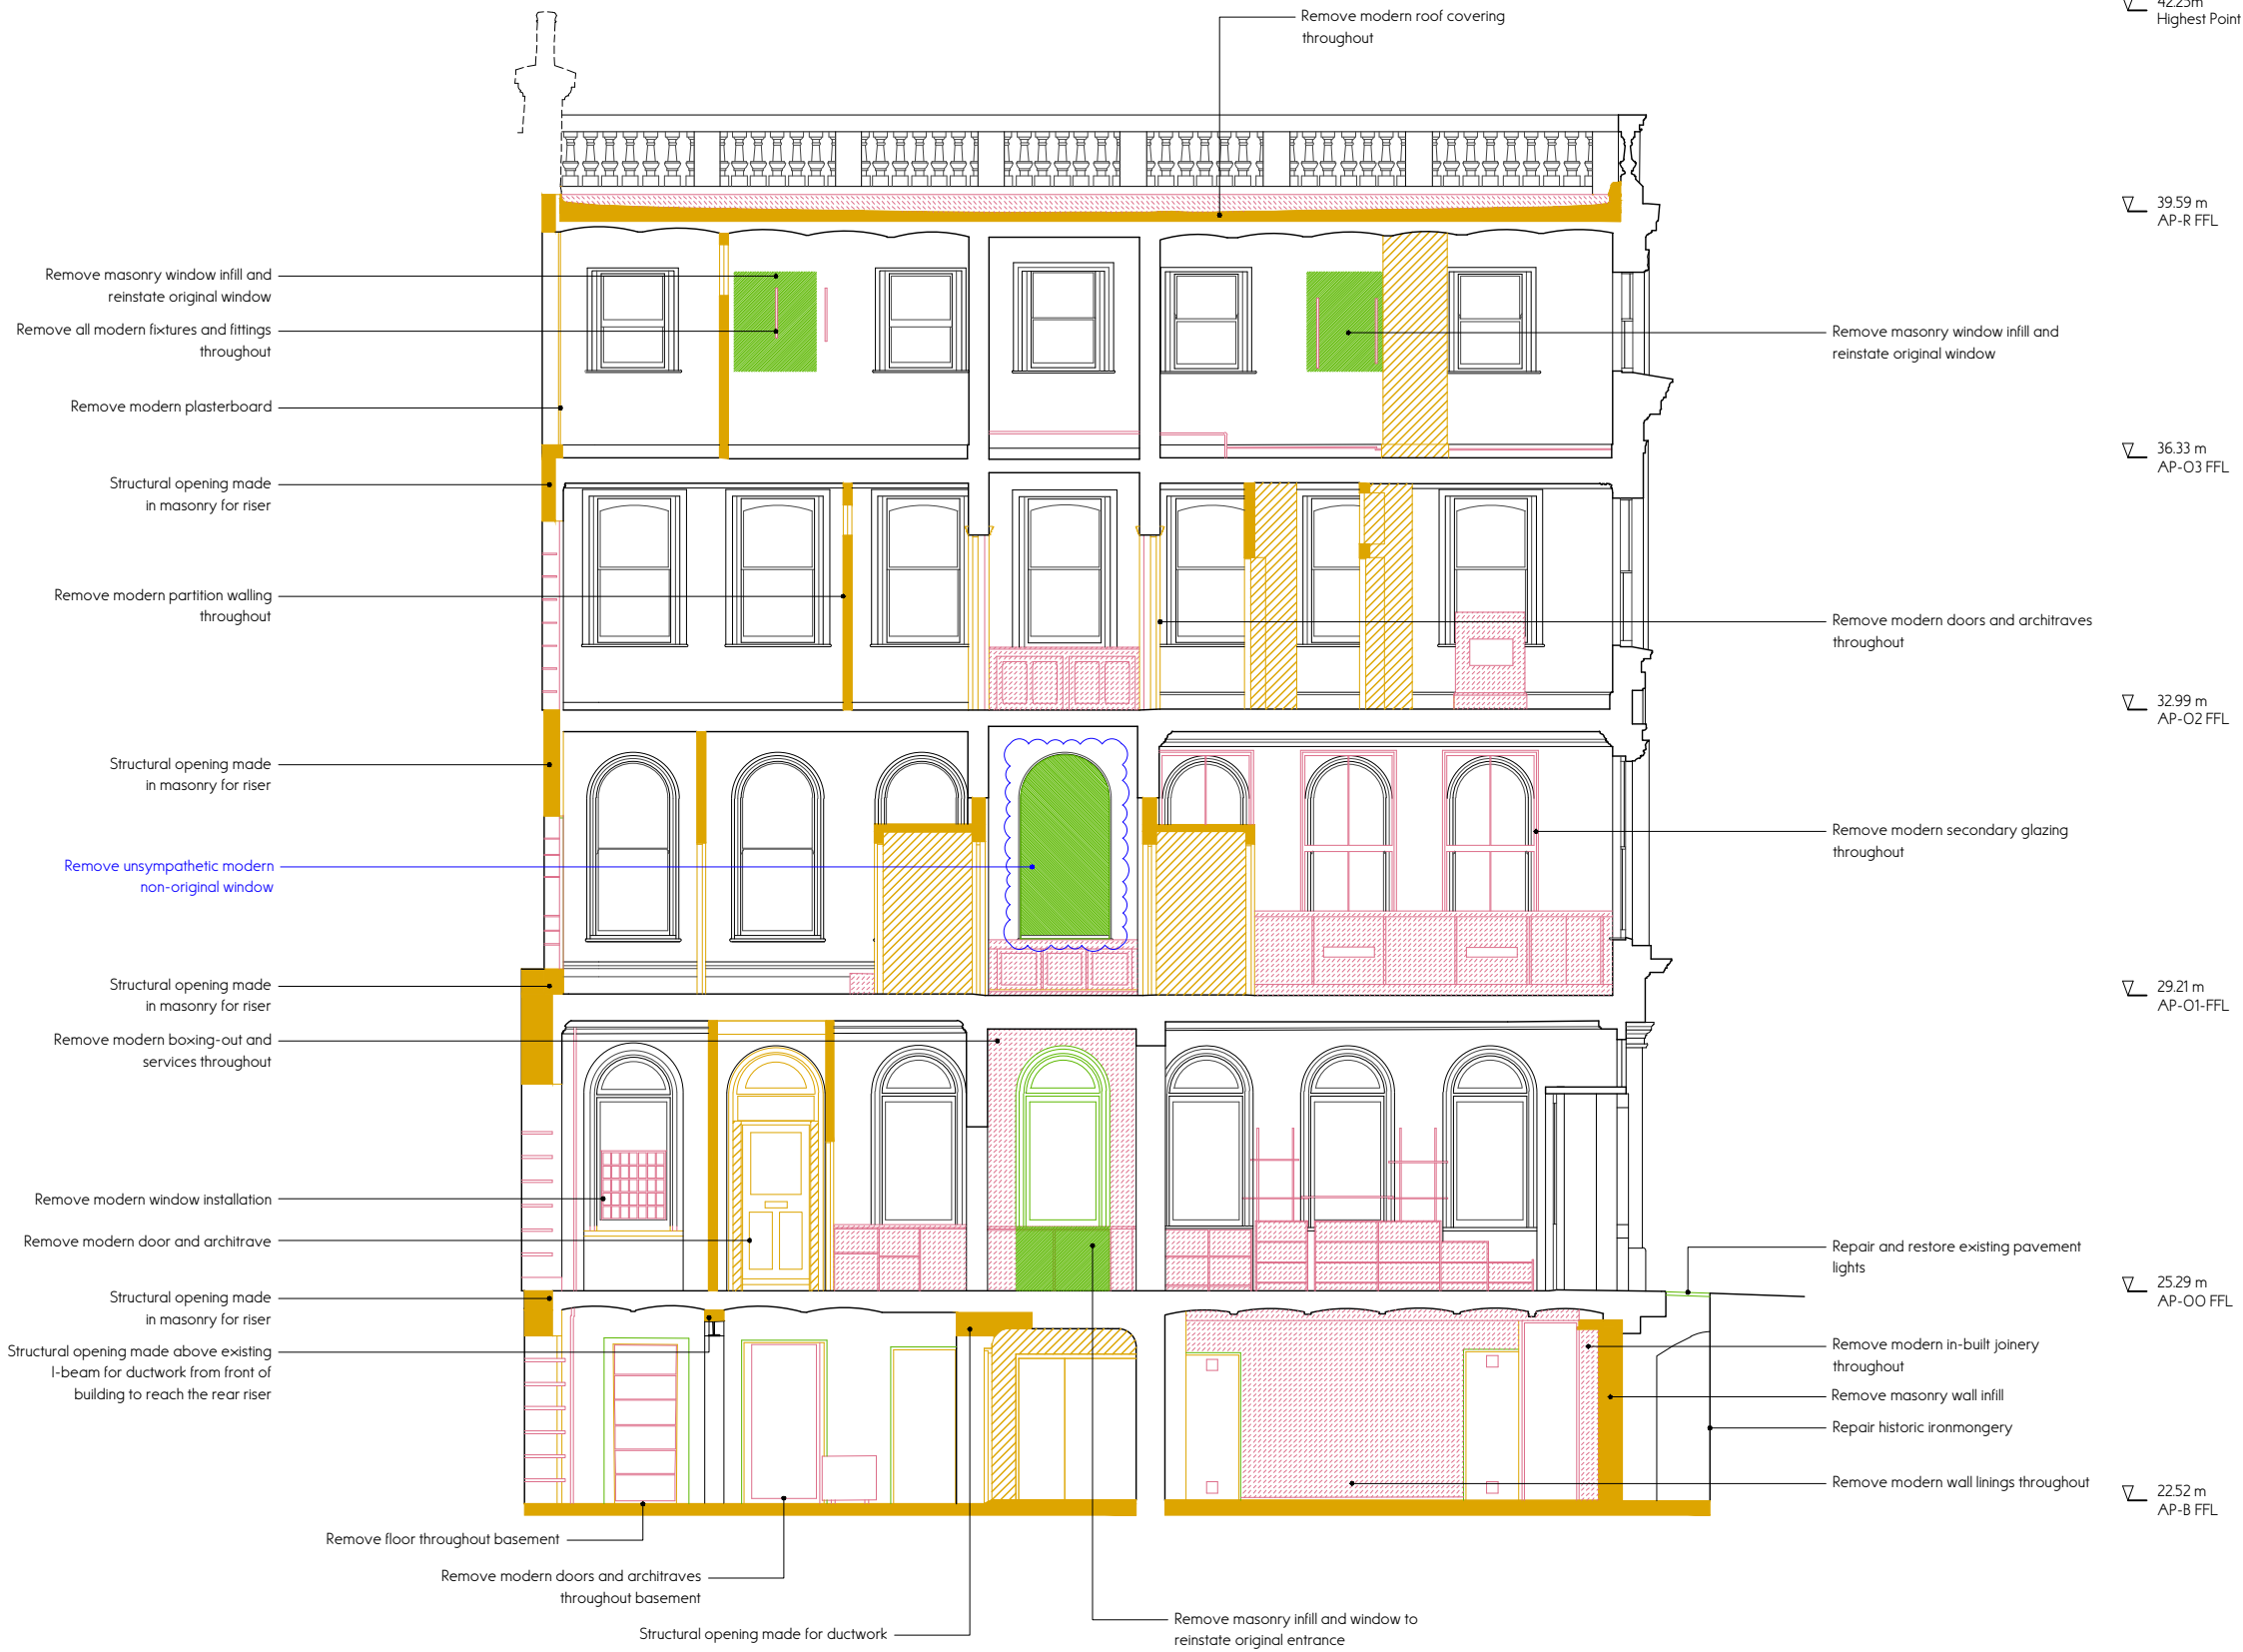 Remove modern roof covering
throughout
42.25m
Highest Point
39.59 m
AP-R FFL
Remove masonry window infill and
reinstate original window
Remove all modern fixtures and fittings
throughout
Remove modern plasterboard
Remove masonry window infill and
reinstate original window
36.33 m
AP-03 FFL
Structural opening made
in masonry for riser
Remove modern partition walling
throughout
Remove modern doors and architraves
throughout
32.99 m
AP-02 FFL
Structural opening made
in masonry for riser
Remove unsympathetic modern
non-original window
Remove modern secondary glazing
throughout
Structural opening made
in masonry for riser
29.21 m
AP-01-FFL
Remove modern boxing-out and
services throughout
Remove modern window installation
Remove modern door and architrave
Repair and restore existing pavement
lights
25.29 m
AP-00 FFL
Structural opening made
in masonry for riser
Structural opening made above existing
I-beam for ductwork from front of
building to reach the rear riser
Remove modern in-built joinery
throughout
Remove masonry wall infill
Repair historic ironmongery
Remove modern wall linings throughout
22.52 m
AP-B FFL
Remove floor throughout basement
Remove modern doors and architraves
throughout basement
Structural opening made for ductwork
Remove masonry infill and window to
reinstate original entrance